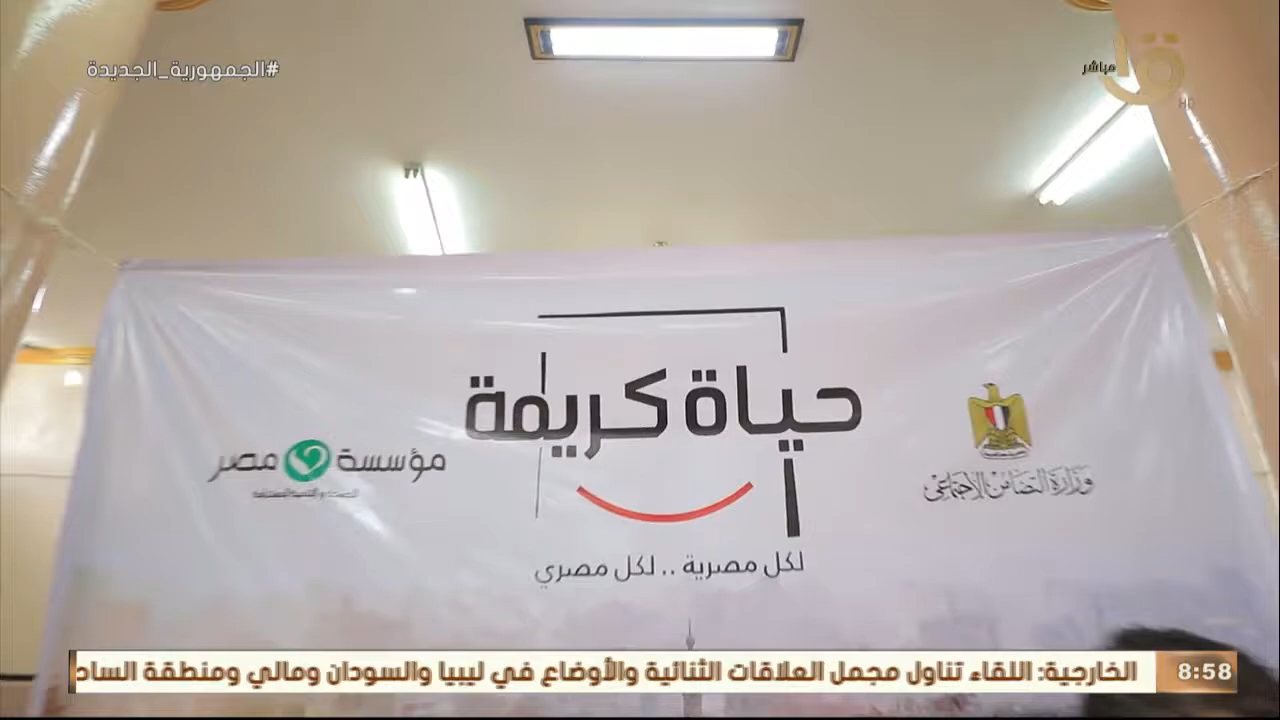 #الجمهورية_الجديدة
مباشر
HD
حياة كريمة
مؤسسة مصر
وزارة التضامن الاجتماعي
لكل مصرية .. لكل مصري
8:58
الخارجية: اللقاء تناول مجمل العلاقات الثنائية والأوضاع في ليبيا والسودان ومالي ومنطقة الساح